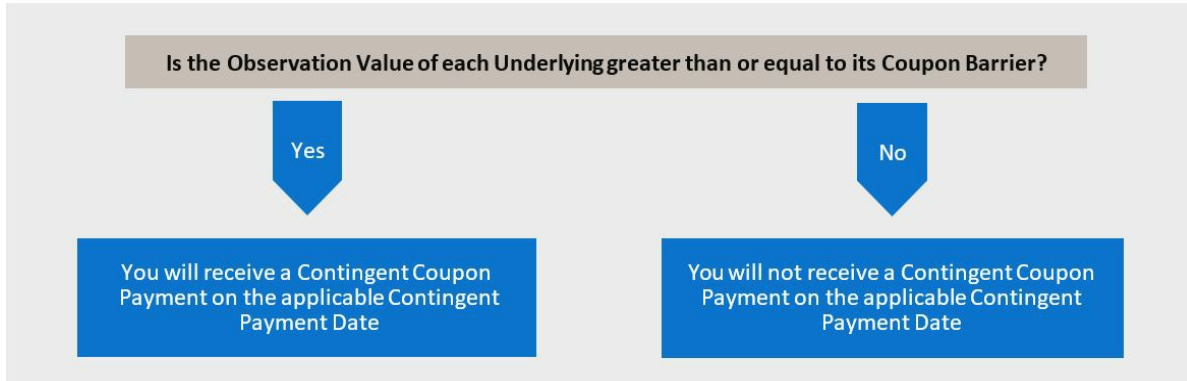 Is the Observation Value of each Underlying greater than or equal to its Coupon Barrier?
Yes
No
You will receive a Contingent Coupon
Payment on the applicable Contingent
Payment Date
You will not receive a Contingent Coupon
Payment on the applicable Contingent
Payment Date